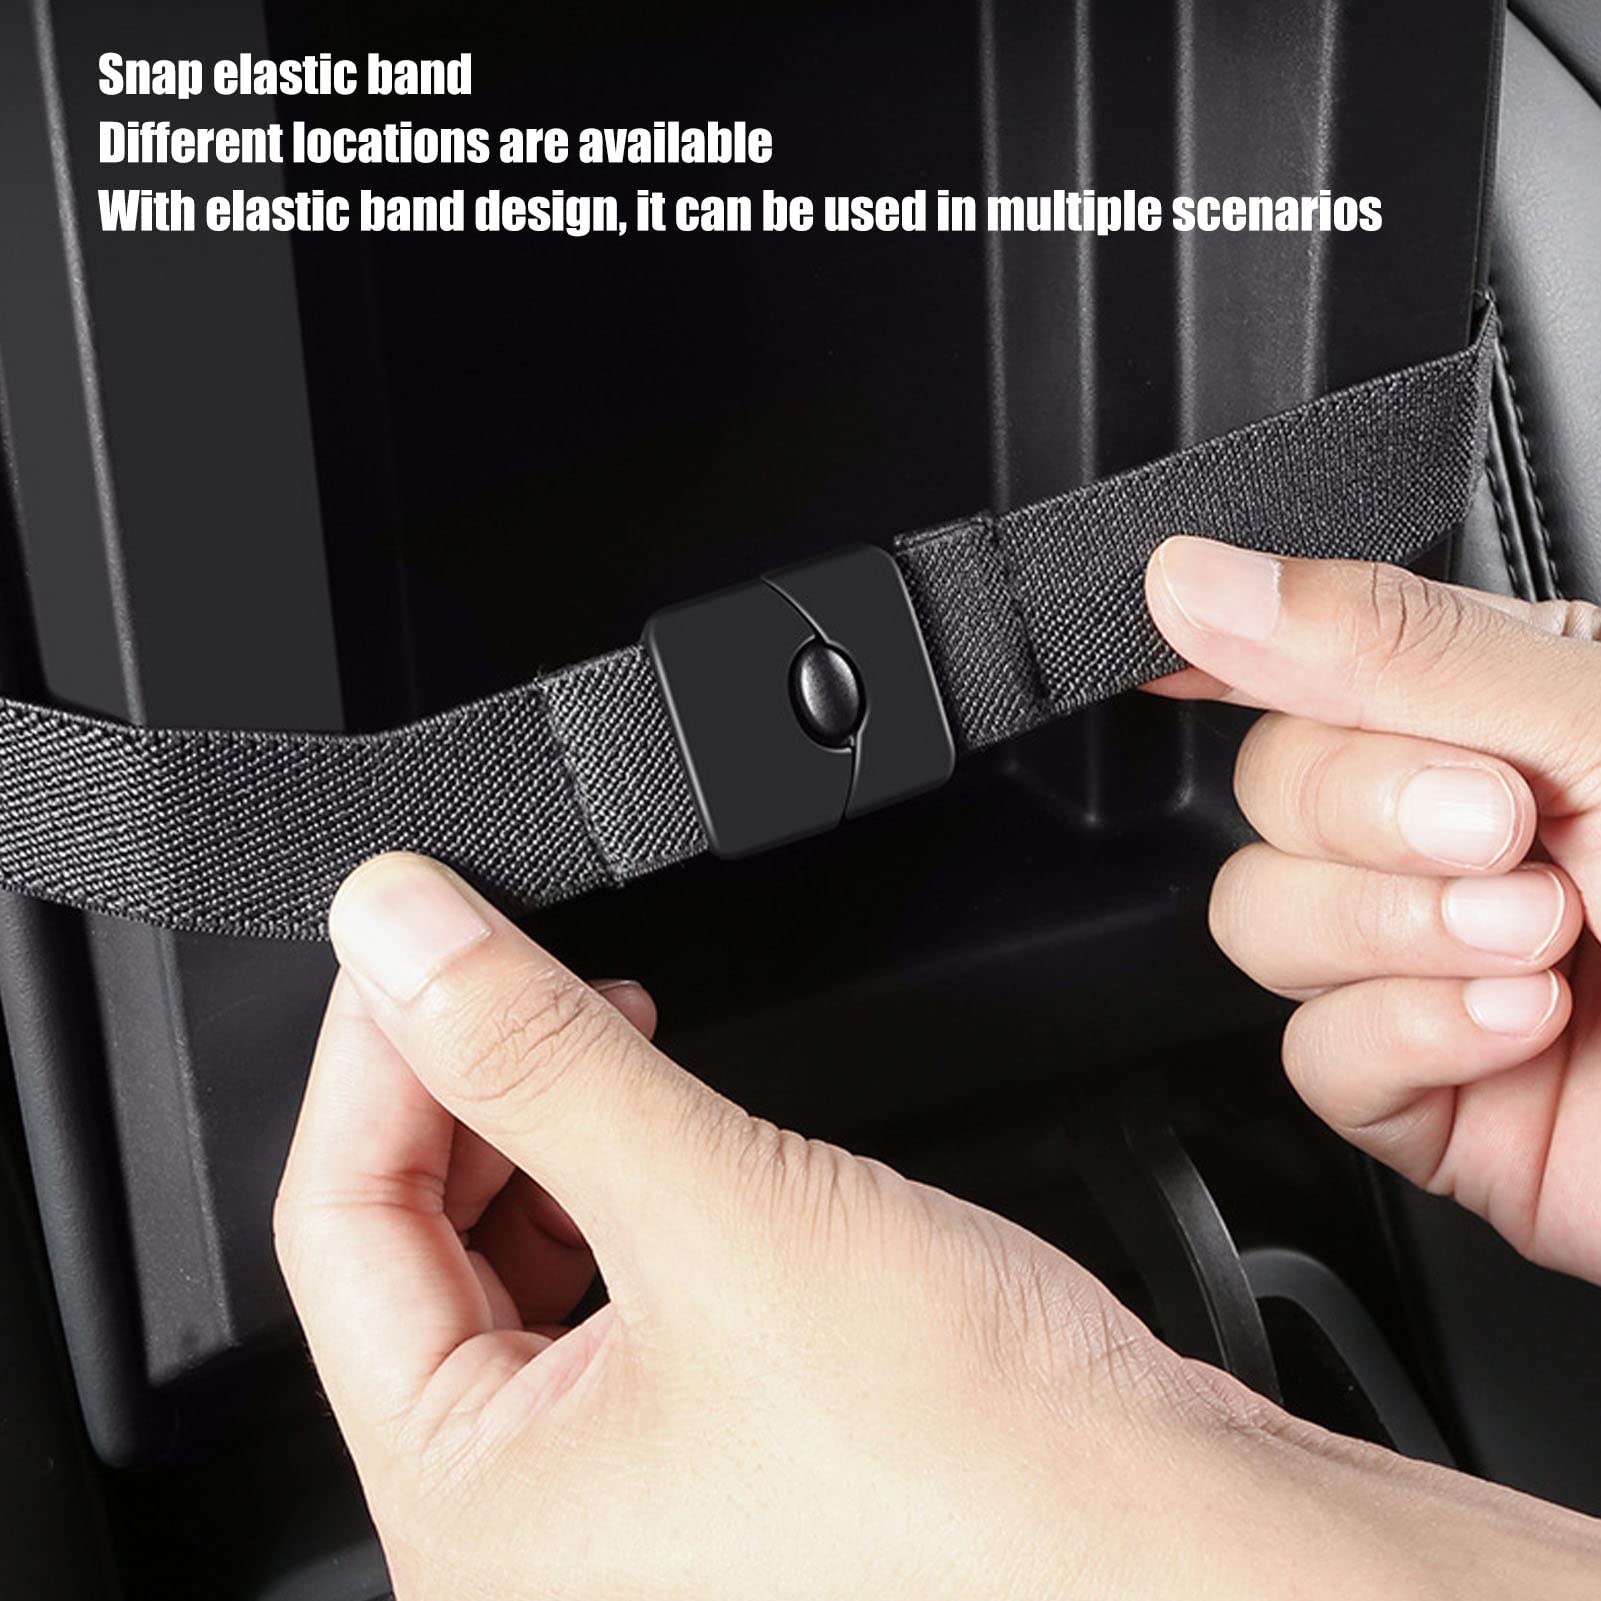 Snap elastic band
Different locations are available
With elastic band design, it can be used in multiple scenarios